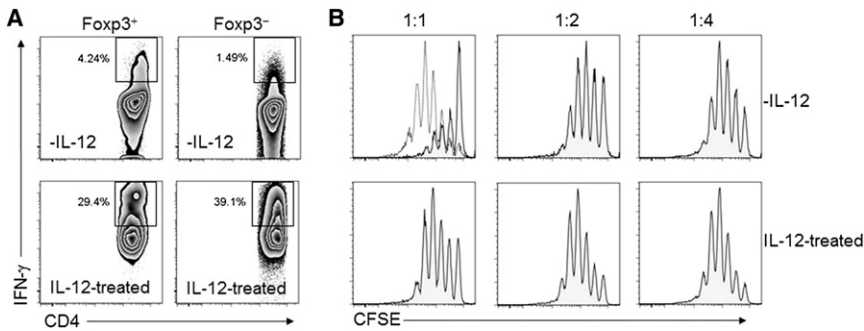 A
Foxp3⁺
Foxp3⁻
4.24%
1.49%
-IL-12
-IL-12
29.4%
39.1%
IL-12-treated
IL-12-treated
IFN-γ
CD4
B
1:1
1:2
1:4
-IL-12
IL-12-treated
CFSE